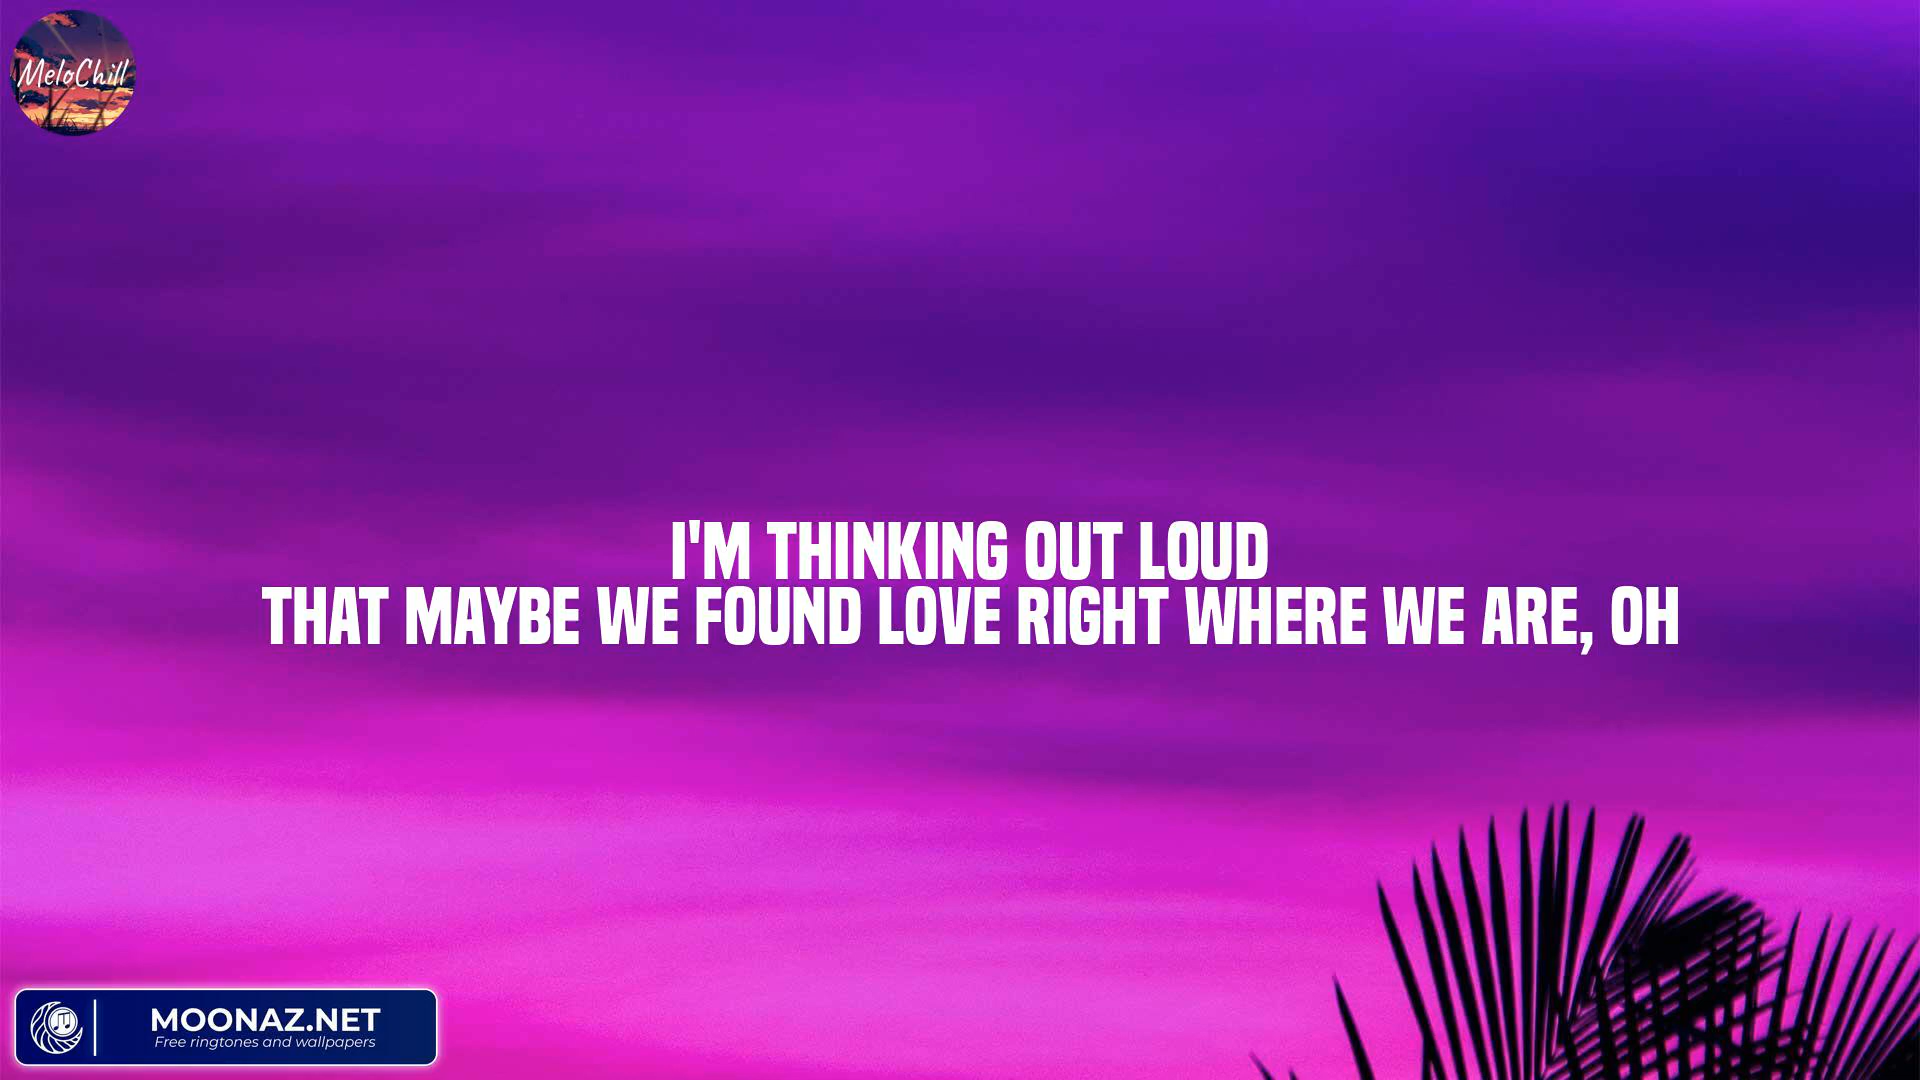 MeloChill
I'M THINKING OUT LOUD
THAT MAYBE WE FOUND LOVE RIGHT WHERE WE ARE, OH
MOONAZ.NET
Free ringtones and wallpapers